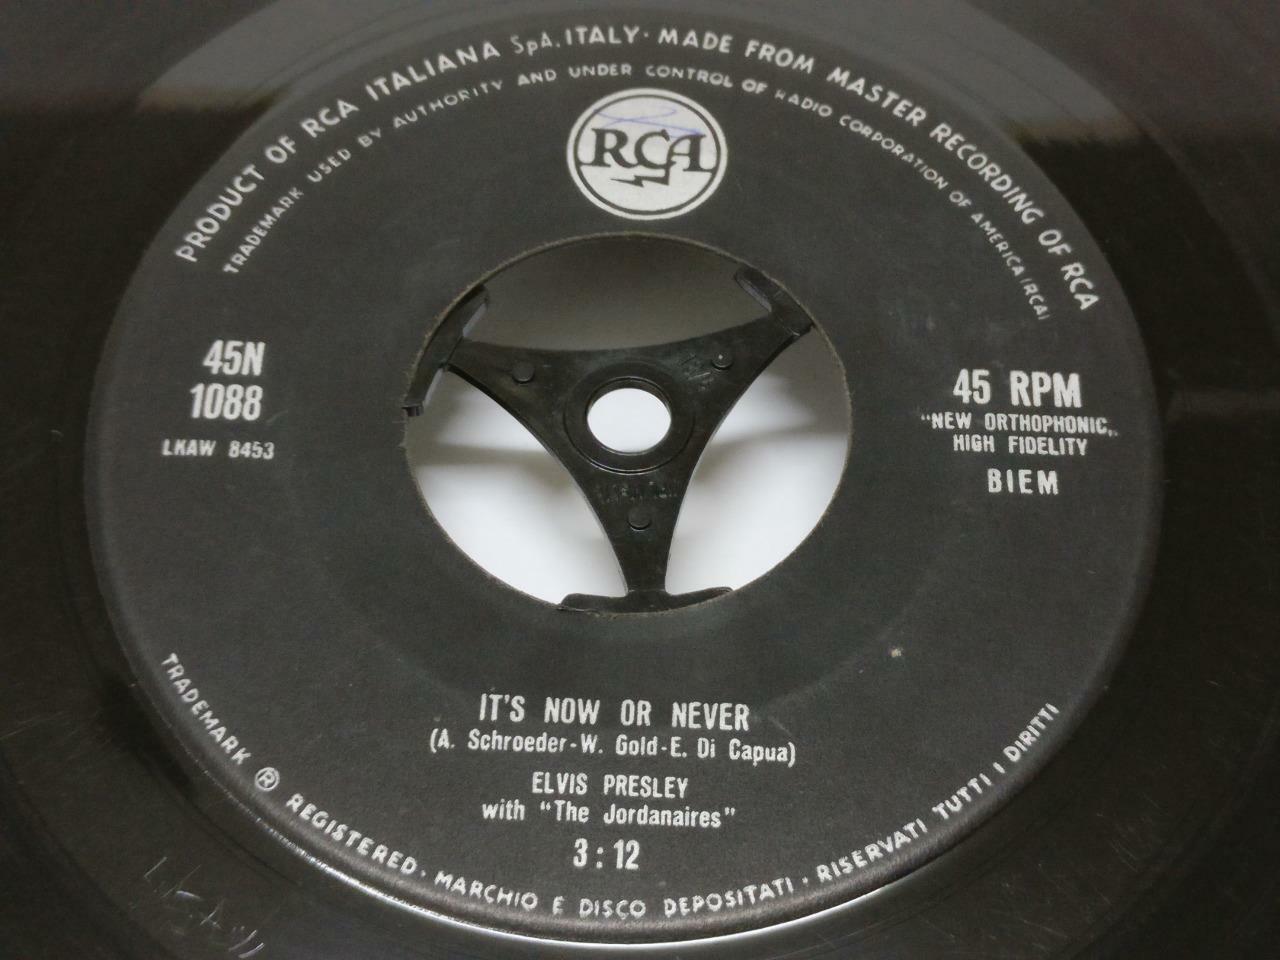 PRODUCT OF RCA ITALIANA SpA. ITALY · MADE FROM MASTER RECORDING OF RCA
TRADEMARK USED BY AUTHORITY AND UNDER CONTROL OF RADIO CORPORATION OF AMERICA (RCA)
RCA
45N
1088
LKAW 8453
45 RPM
"NEW ORTHOPHONIC"
HIGH FIDELITY
BIEM
IT'S NOW OR NEVER
(A. Schroeder - W. Gold - E. Di Capua)
ELVIS PRESLEY
with "The Jordanaires"
3 : 12
TRADEMARK ® REGISTERED · MARCHIO E DISCO DEPOSITATI · RISERVATI TUTTI I DIRITTI